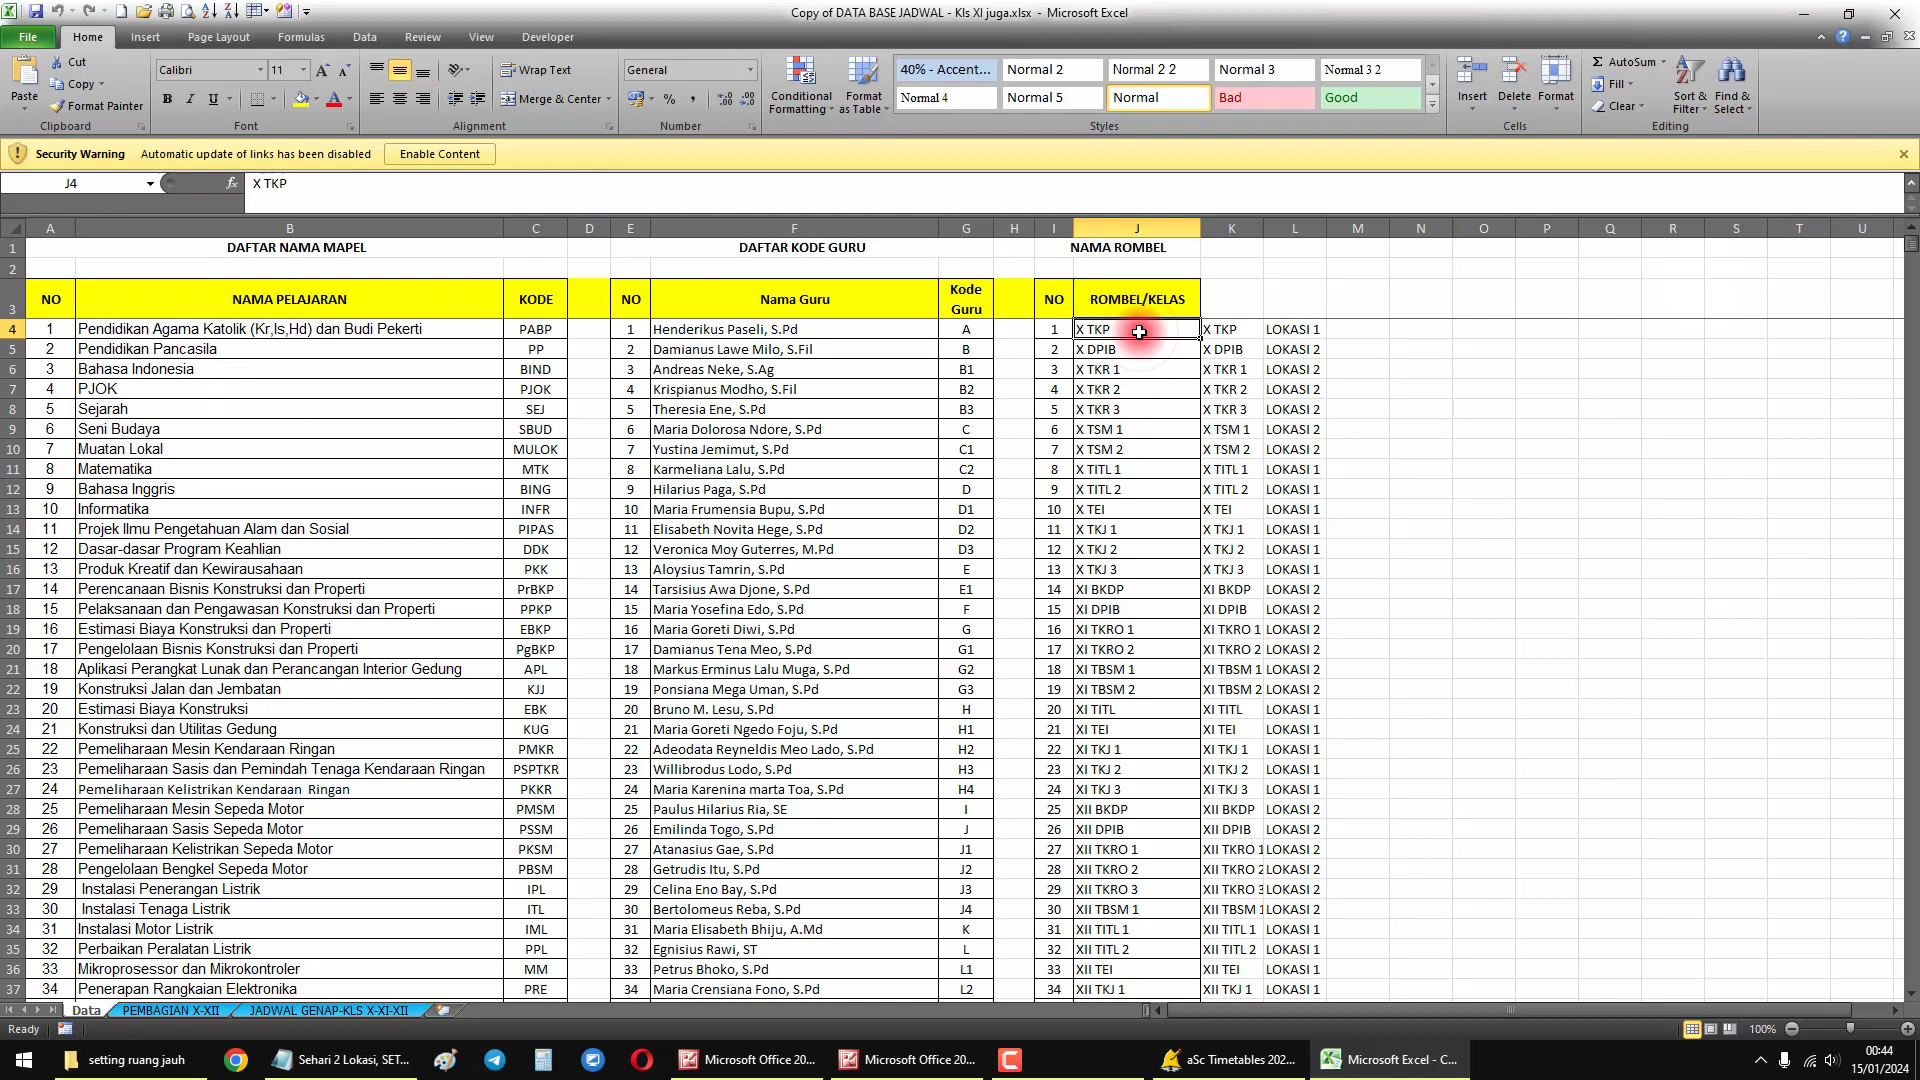 Copy of DATA BASE JADWAL - Kls XI juga.xlsx - Microsoft Excel
File Home Insert Page Layout Formulas Data Review View Developer
Paste Cut Copy Format Painter Clipboard
Calibri 11 B I U Font
Wrap Text Merge & Center Alignment
General % , Number
Conditional Formatting Format as Table
40% - Accent... Normal 2 Normal 2 2 Normal 3 Normal 3 2
Normal 4 Normal 5 Normal Bad Good
Styles
Insert Delete Format Cells
AutoSum Fill Clear Sort & Filter Find & Select Editing
Security Warning Automatic update of links has been disabled Enable Content
J4 fx X TKP
A B C D E F G H I J K L M N O P Q R S T U
1 DAFTAR NAMA MAPEL DAFTAR KODE GURU NAMA ROMBEL
2
3 NO NAMA PELAJARAN KODE NO Nama Guru Kode Guru NO ROMBEL/KELAS
4 1 Pendidikan Agama Katolik (Kr,Is,Hd) dan Budi Pekerti PABP 1 Henderikus Paseli, S.Pd A 1 X TKP X TKP LOKASI 1
5 2 Pendidikan Pancasila PP 2 Damianus Lawe Milo, S.Fil B 2 X DPIB X DPIB LOKASI 2
6 3 Bahasa Indonesia BIND 3 Andreas Neke, S.Ag B1 3 X TKR 1 X TKR 1 LOKASI 2
7 4 PJOK PJOK 4 Krispianus Modho, S.Fil B2 4 X TKR 2 X TKR 2 LOKASI 2
8 5 Sejarah SEJ 5 Theresia Ene, S.Pd B3 5 X TKR 3 X TKR 3 LOKASI 2
9 6 Seni Budaya SBUD 6 Maria Dolorosa Ndore, S.Pd C 6 X TSM 1 X TSM 1 LOKASI 2
10 7 Muatan Lokal MULOK 7 Yustina Jemimut, S.Pd C1 7 X TSM 2 X TSM 2 LOKASI 2
11 8 Matematika MTK 8 Karmeliana Lalu, S.Pd C2 8 X TITL 1 X TITL 1 LOKASI 1
12 9 Bahasa Inggris BING 9 Hilarius Paga, S.Pd D 9 X TITL 2 X TITL 2 LOKASI 1
13 10 Informatika INFR 10 Maria Frumensia Bupu, S.Pd D1 10 X TEI X TEI LOKASI 1
14 11 Projek Ilmu Pengetahuan Alam dan Sosial PIPAS 11 Elisabeth Novita Hege, S.Pd D2 11 X TKJ 1 X TKJ 1 LOKASI 1
15 12 Dasar-dasar Program Keahlian DDK 12 Veronica Moy Guterres, M.Pd D3 12 X TKJ 2 X TKJ 2 LOKASI 1
16 13 Produk Kreatif dan Kewirausahaan PKK 13 Aloysius Tamrin, S.Pd E 13 X TKJ 3 X TKJ 3 LOKASI 1
17 14 Perencanaan Bisnis Konstruksi dan Properti PrBKP 14 Tarsisius Awa Djone, S.Pd E1 14 XI BKDP XI BKDP LOKASI 2
18 15 Pelaksanaan dan Pengawasan Konstruksi dan Properti PPKP 15 Maria Yosefina Edo, S.Pd F 15 XI DPIB XI DPIB LOKASI 2
19 16 Estimasi Biaya Konstruksi dan Properti EBKP 16 Maria Goreti Diwi, S.Pd G 16 XI TKRO 1 XI TKRO 1 LOKASI 2
20 17 Pengelolaan Bisnis Konstruksi dan Properti PgBKP 17 Damianus Tena Meo, S.Pd G1 17 XI TKRO 2 XI TKRO 2 LOKASI 2
21 18 Aplikasi Perangkat Lunak dan Perancangan Interior Gedung APL 18 Markus Erminus Lalu Muga, S.Pd G2 18 XI TBSM 1 XI TBSM 1 LOKASI 2
22 19 Konstruksi Jalan dan Jembatan KJJ 19 Ponsiana Mega Uman, S.Pd G3 19 XI TBSM 2 XI TBSM 2 LOKASI 2
23 20 Estimasi Biaya Konstruksi EBK 20 Bruno M. Lesu, S.Pd H 20 XI TITL XI TITL LOKASI 1
24 21 Konstruksi dan Utilitas Gedung KUG 21 Maria Goreti Ngedo Foju, S.Pd H1 21 XI TEI XI TEI LOKASI 1
25 22 Pemeliharaan Mesin Kendaraan Ringan PMKR 22 Adeodata Reyneldis Meo Lado, S.Pd H2 22 XI TKJ 1 XI TKJ 1 LOKASI 1
26 23 Pemeliharaan Sasis dan Pemindah Tenaga Kendaraan Ringan PSPTKR 23 Willibrodus Lodo, S.Pd H3 23 XI TKJ 2 XI TKJ 2 LOKASI 1
27 24 Pemeliharaan Kelistrikan Kendaraan Ringan PKKR 24 Maria Karenina marta Toa, S.Pd H4 24 XI TKJ 3 XI TKJ 3 LOKASI 1
28 25 Pemeliharaan Mesin Sepeda Motor PMSM 25 Paulus Hilarius Ria, SE I 25 XII BKDP XII BKDP LOKASI 2
29 26 Pemeliharaan Sasis Sepeda Motor PSSM 26 Emilinda Togo, S.Pd J 26 XII DPIB XII DPIB LOKASI 2
30 27 Pemeliharaan Kelistrikan Sepeda Motor PKSM 27 Atanasius Gae, S.Pd J1 27 XII TKRO 1 XII TKRO 1 LOKASI 2
31 28 Pengelolaan Bengkel Sepeda Motor PBSM 28 Getrudis Itu, S.Pd J2 28 XII TKRO 2 XII TKRO 2 LOKASI 2
32 29 Instalasi Penerangan Listrik IPL 29 Celina Eno Bay, S.Pd J3 29 XII TKRO 3 XII TKRO 3 LOKASI 2
33 30 Instalasi Tenaga Listrik ITL 30 Bertolomeus Reba, S.Pd J4 30 XII TBSM 1 XII TBSM 1 LOKASI 2
34 31 Instalasi Motor Listrik IML 31 Maria Elisabeth Bhiju, A.Md K 31 XII TITL 1 XII TITL 1 LOKASI 1
35 32 Perbaikan Peralatan Listrik PPL 32 Egnisius Rawi, ST L 32 XII TITL 2 XII TITL 2 LOKASI 1
36 33 Mikroprosessor dan Mikrokontroler MM 33 Petrus Bhoko, S.Pd L1 33 XII TEI XII TEI LOKASI 1
37 34 Penerapan Rangkaian Elektronika PRE 34 Maria Crensiana Fono, S.Pd L2 34 XII TKJ 1 XII TKJ 1 LOKASI 1
Data PEMBAGIAN X-XII JADWAL GENAP-KLS X-XI-XII
Ready 100%
setting ruang jauh Sehari 2 Lokasi, SET... Microsoft Office 20... Microsoft Office 20... aSc Timetables 202... Microsoft Excel - C... 00:44
15/01/2024